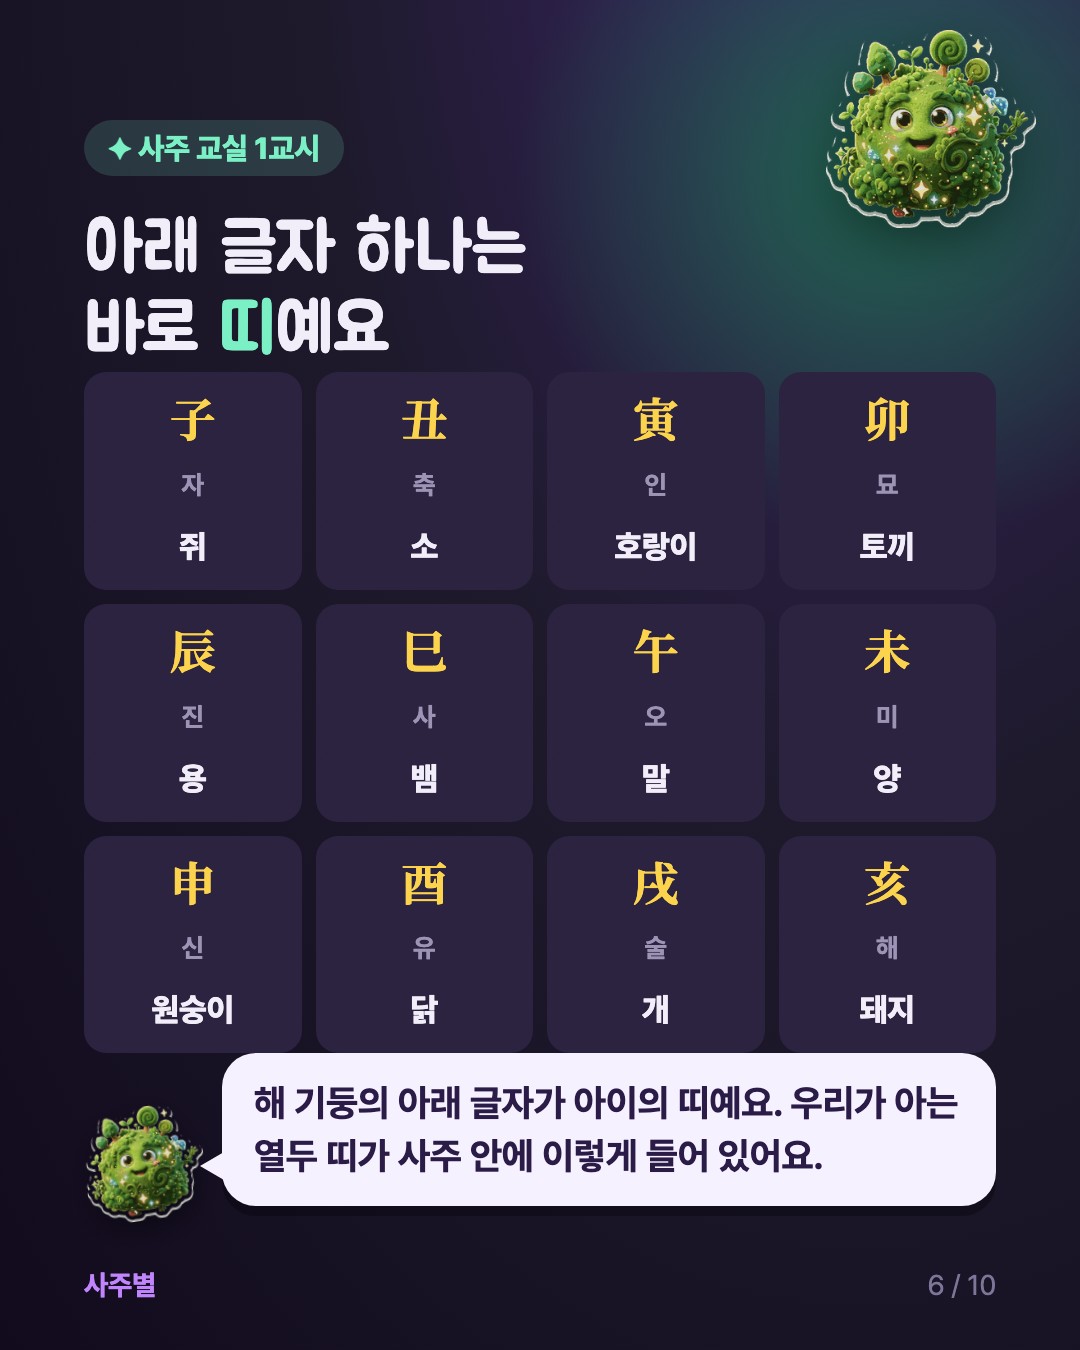 ✦ 사주 교실 1교시
아래 글자 하나는
바로 띠예요
子 丑 寅 卯
자 축 인 묘
쥐 소 호랑이 토끼
辰 巳 午 未
진 사 오 미
용 뱀 말 양
申 酉 戌 亥
신 유 술 해
원숭이 닭 개 돼지
해 기둥의 아래 글자가 아이의 띠예요. 우리가 아는
열두 띠가 사주 안에 이렇게 들어 있어요.
사주별
6 / 10